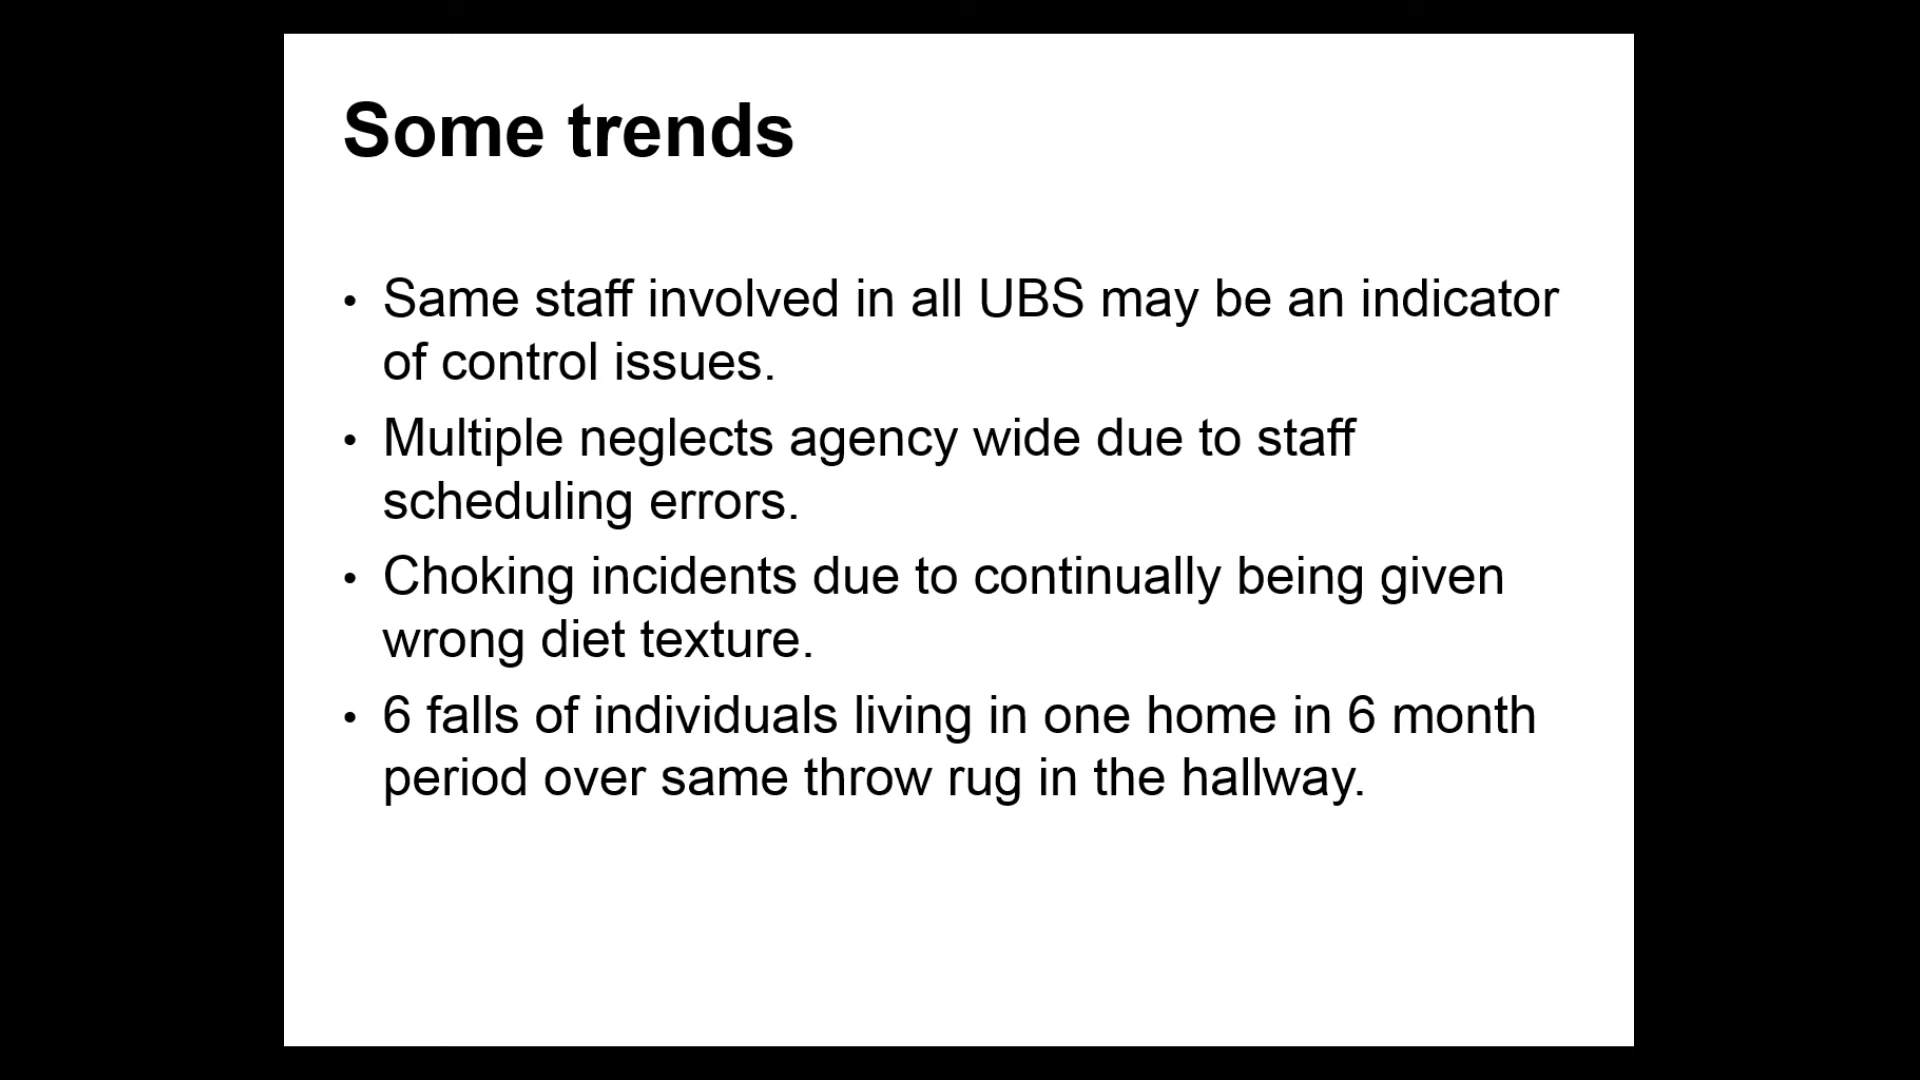 Some trends
• Same staff involved in all UBS may be an indicator
of control issues.
• Multiple neglects agency wide due to staff
scheduling errors.
• Choking incidents due to continually being given
wrong diet texture.
• 6 falls of individuals living in one home in 6 month
period over same throw rug in the hallway.